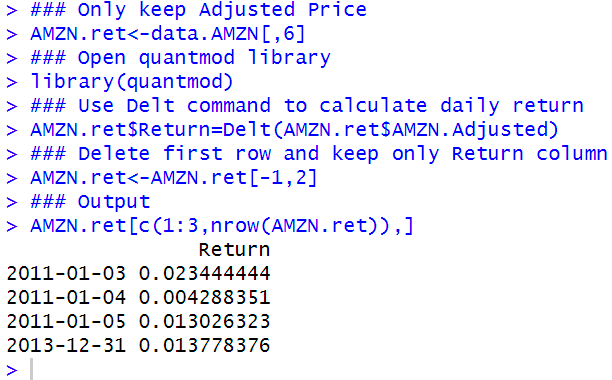 > ### Only keep Adjusted Price
> AMZN.ret<-data.AMZN[,6]
> ### Open quantmod library
> library(quantmod)
> ### Use Delt command to calculate daily return
> AMZN.ret$Return=Delt(AMZN.ret$AMZN.Adjusted)
> ### Delete first row and keep only Return column
> AMZN.ret<-AMZN.ret[-1,2]
> ### Output
> AMZN.ret[c(1:3,nrow(AMZN.ret)),]
                Return
2011-01-03 0.023444444
2011-01-04 0.004288351
2011-01-05 0.013026323
2013-12-31 0.013778376
>